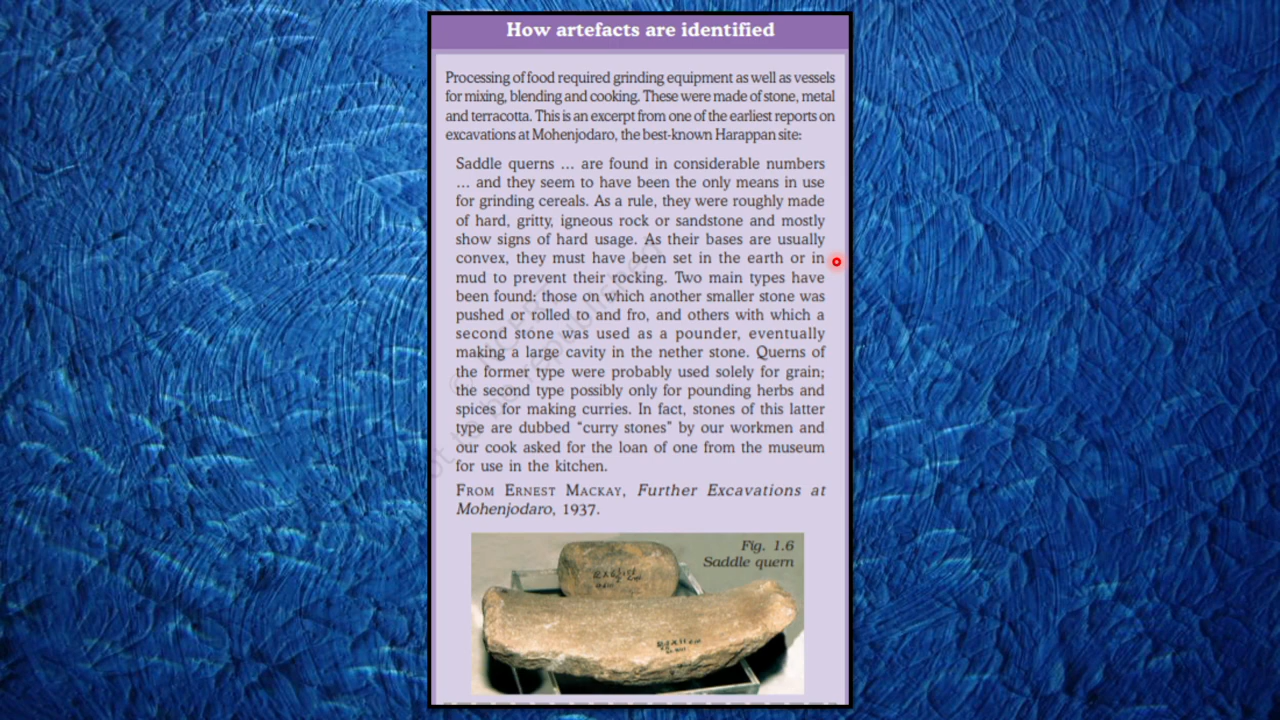 How artefacts are identified
Processing of food required grinding equipment as well as vessels
for mixing, blending and cooking. These were made of stone, metal
and terracotta. This is an excerpt from one of the earliest reports on
excavations at Mohenjodaro, the best-known Harappan site:
Saddle querns ... are found in considerable numbers
... and they seem to have been the only means in use
for grinding cereals. As a rule, they were roughly made
of hard, gritty, igneous rock or sandstone and mostly
show signs of hard usage. As their bases are usually
convex, they must have been set in the earth or in
mud to prevent their rocking. Two main types have
been found: those on which another smaller stone was
pushed or rolled to and fro, and others with which a
second stone was used as a pounder, eventually
making a large cavity in the nether stone. Querns of
the former type were probably used solely for grain;
the second type possibly only for pounding herbs and
spices for making curries. In fact, stones of this latter
type are dubbed “curry stones” by our workmen and
our cook asked for the loan of one from the museum
for use in the kitchen.
FROM ERNEST MACKAY, Further Excavations at
Mohenjodaro, 1937.
Fig. 1.6
Saddle quern